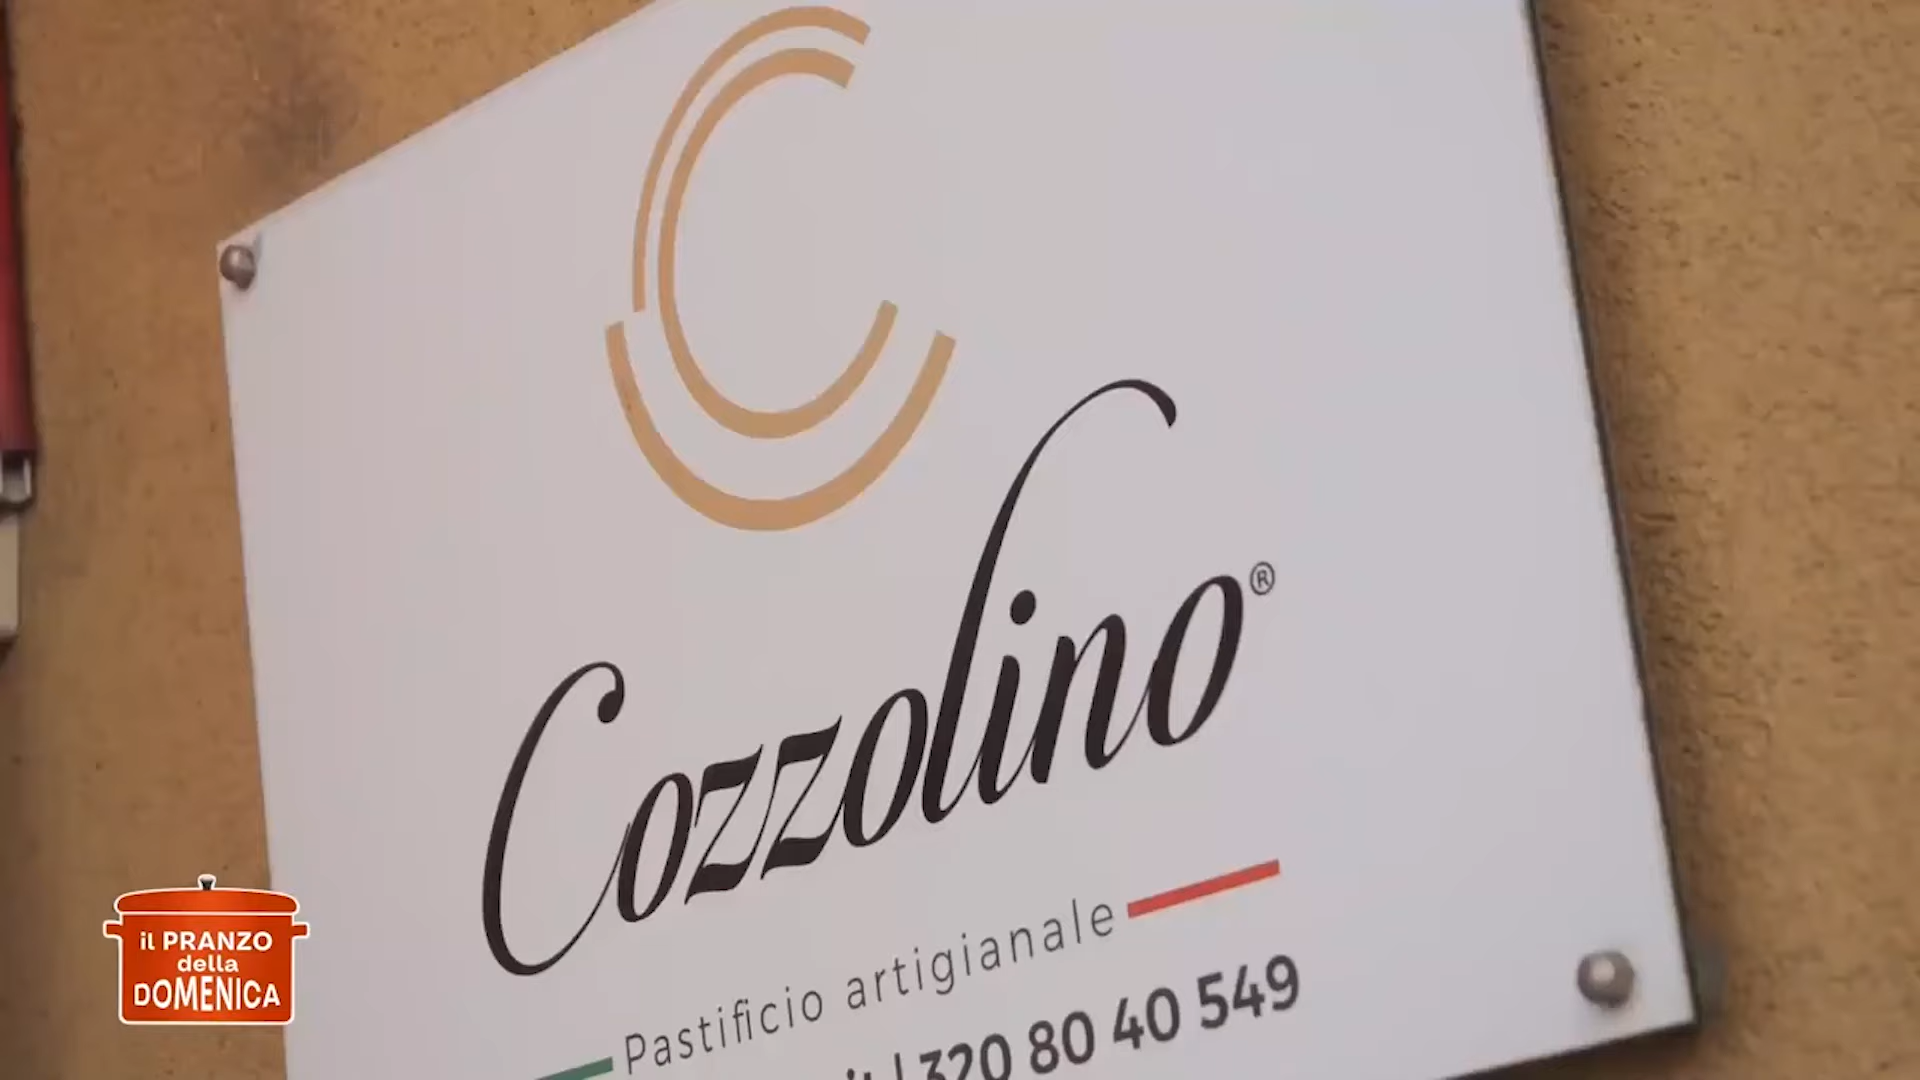 Cozzolino®
Pastificio artigianale
320 80 40 549
il PRANZO
della
DOMENICA